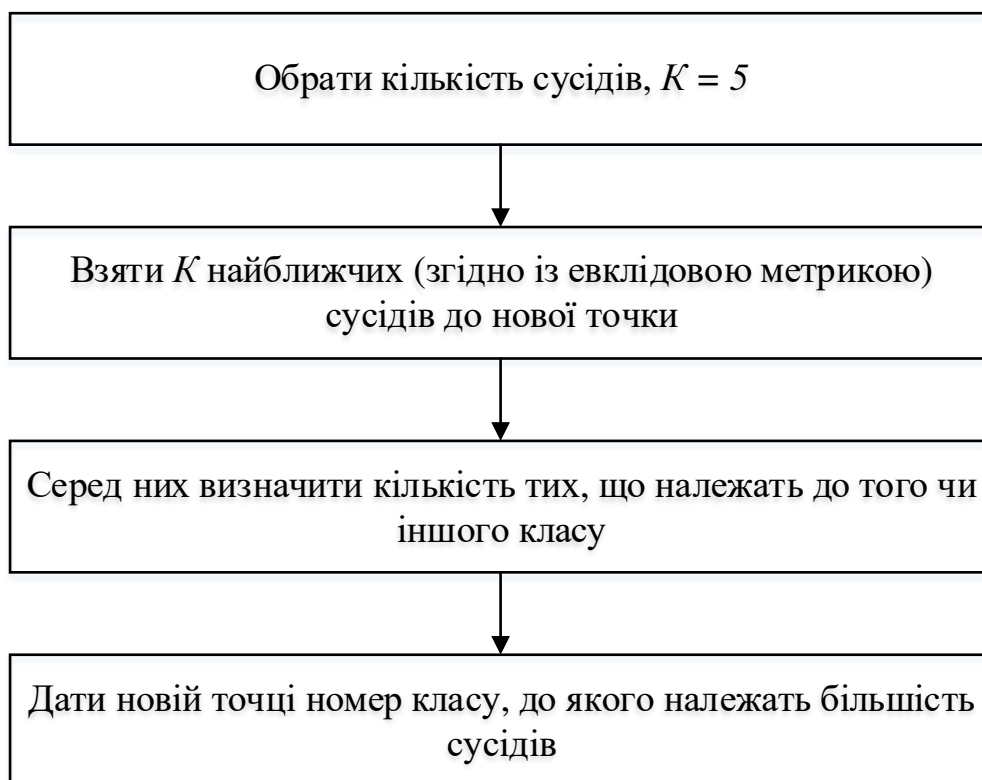 Обрати кількість сусідів, K = 5
Взяти K найближчих (згідно із евклідовою метрикою)
сусідів до нової точки
Серед них визначити кількість тих, що належать до того чи
іншого класу
Дати новій точці номер класу, до якого належать більшість
сусідів